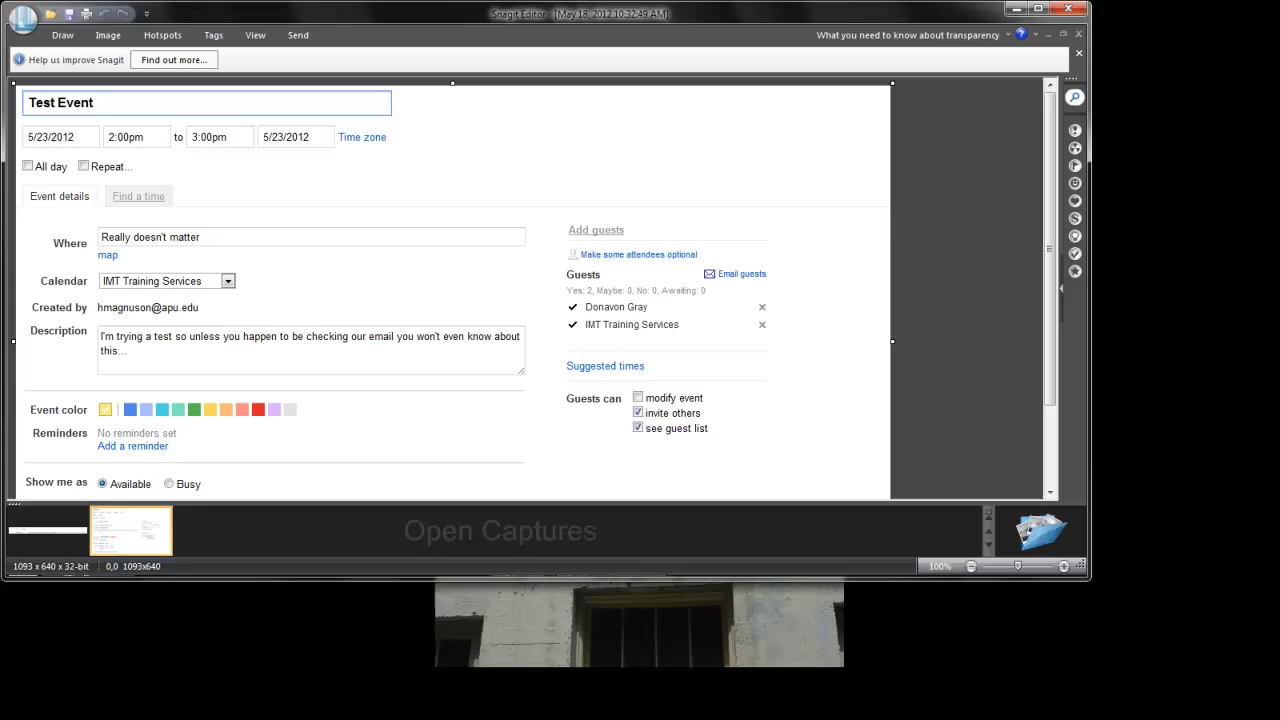 Snagit Editor - [May 18, 2012 10:32:49 AM]
Draw Image Hotspots Tags View Send What you need to know about transparency
Help us improve Snagit Find out more...
Test Event
5/23/2012 2:00pm to 3:00pm 5/23/2012 Time zone
All day Repeat...
Event details Find a time
Where Really doesn't matter
map
Calendar IMT Training Services
Created by hmagnuson@apu.edu
Description I'm trying a test so unless you happen to be checking our email you won't even know about
this...
Event color
Reminders No reminders set
Add a reminder
Show me as Available Busy
Add guests
Make some attendees optional
Guests Email guests
Yes: 2, Maybe: 0, No: 0, Awaiting: 0
Donavon Gray
IMT Training Services
Suggested times
Guests can modify event
invite others
see guest list
Open Captures
1093 x 640 x 32-bit 0,0 1093x640 100%